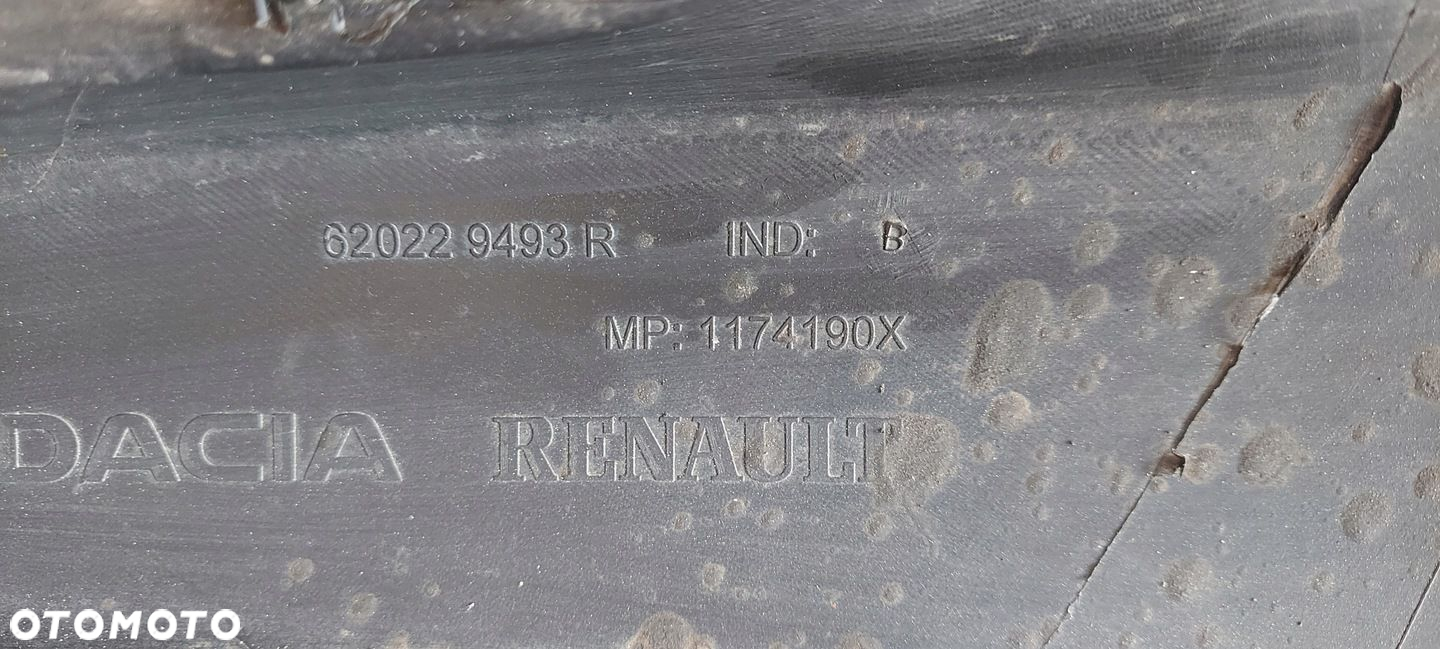 62022 9493 R IND: B
MP: 1174190X
DACIA RENAULT
OTOMOTO